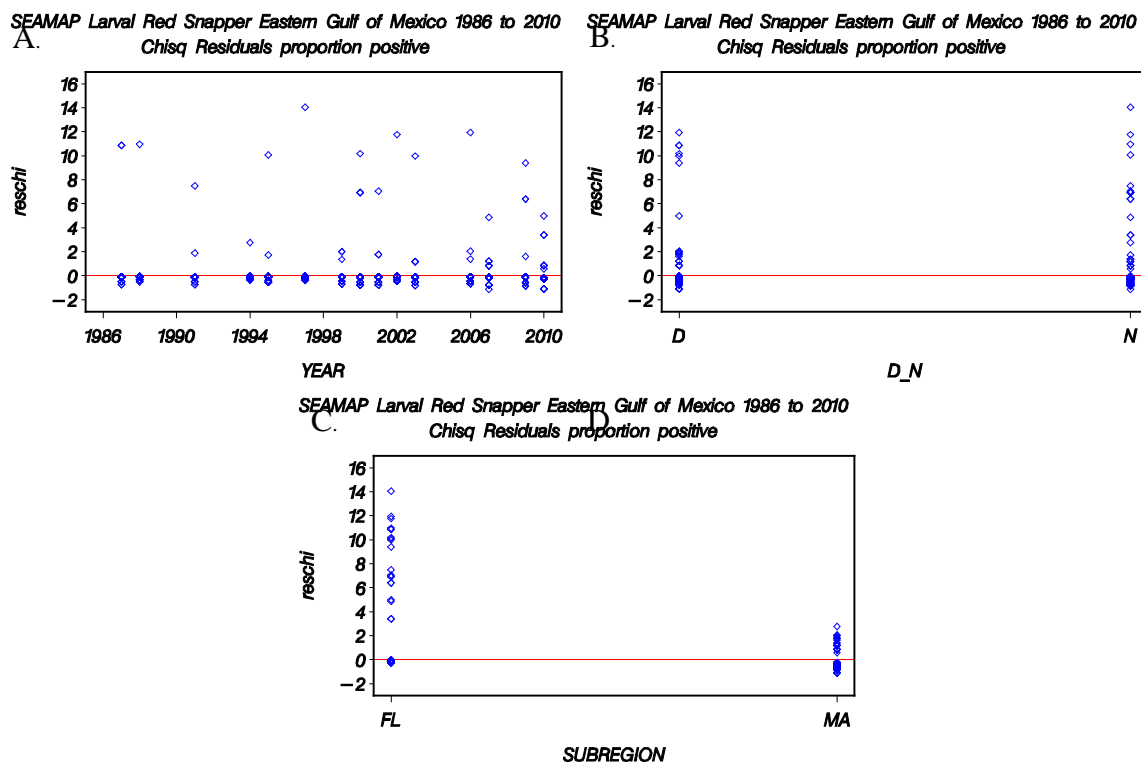 SEAMAP Larval Red Snapper Eastern Gulf of Mexico 1986 to 2010
A.
Chisq Residuals proportion positive
16
14
12
10
8
6
4
2
0
−2
reschi
1986 1990 1994 1998 2002 2006 2010
YEAR
SEAMAP Larval Red Snapper Eastern Gulf of Mexico 1986 to 2010
B.
Chisq Residuals proportion positive
16
14
12
10
8
6
4
2
0
−2
reschi
D N
D_N
SEAMAP Larval Red Snapper Eastern Gulf of Mexico 1986 to 2010
C. D
Chisq Residuals proportion positive
16
14
12
10
8
6
4
2
0
−2
reschi
FL MA
SUBREGION